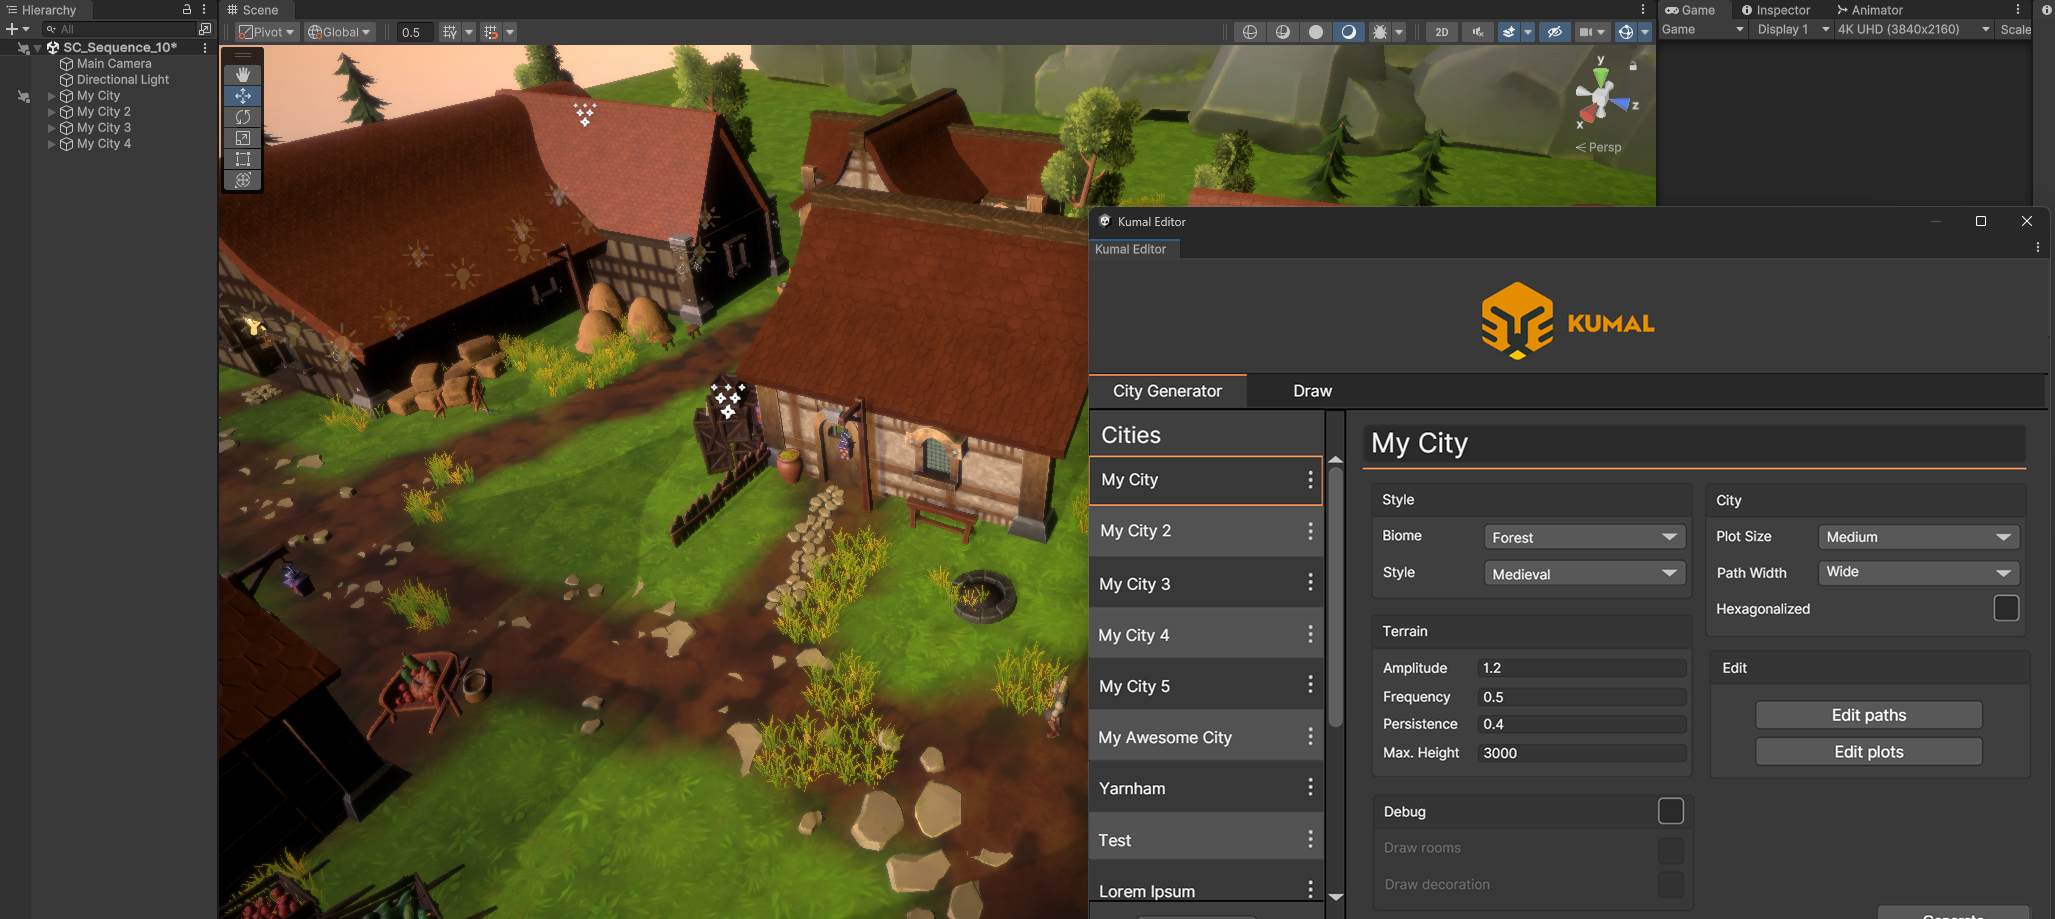 Hierarchy
All
SC_Sequence_10*
Main Camera
Directional Light
My City
My City 2
My City 3
My City 4
Scene
Pivot
Global
0.5
2D
y
z
x
Persp
Game
Inspector
Animator
Game
Display 1
4K UHD (3840x2160)
Scale
Kumal Editor
Kumal Editor
KUMAL
City Generator
Draw
Cities
My City
My City 2
My City 3
My City 4
My City 5
My Awesome City
Yarnham
Test
Lorem Ipsum
My City
Style
Biome
Forest
Style
Medieval
Terrain
Amplitude
1.2
Frequency
0.5
Persistence
0.4
Max. Height
3000
Debug
Draw rooms
Draw decoration
City
Plot Size
Medium
Path Width
Wide
Hexagonalized
Edit
Edit paths
Edit plots
Generate